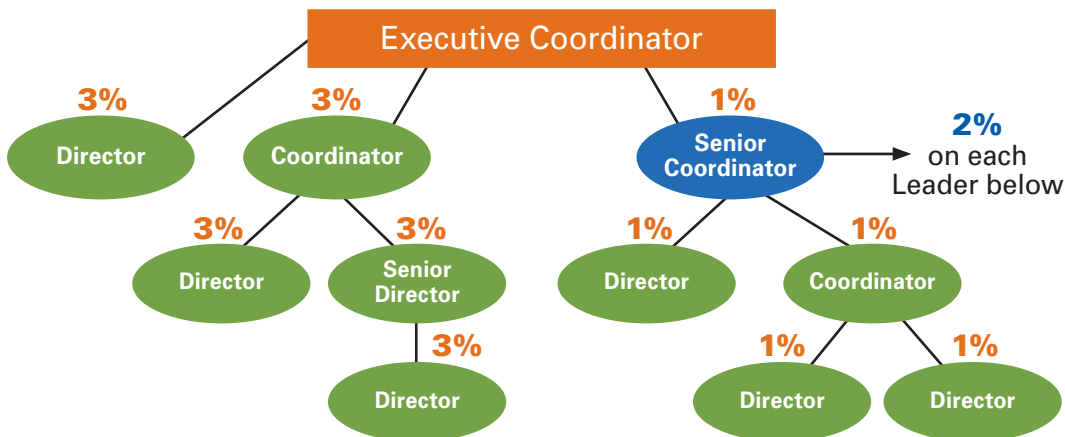 Executive Coordinator
3%
3%
1%
Director
Coordinator
Senior
Coordinator
2%
on each
Leader below
3%
3%
1%
1%
Director
Senior
Director
Director
Coordinator
3%
1%
1%
Director
Director
Director